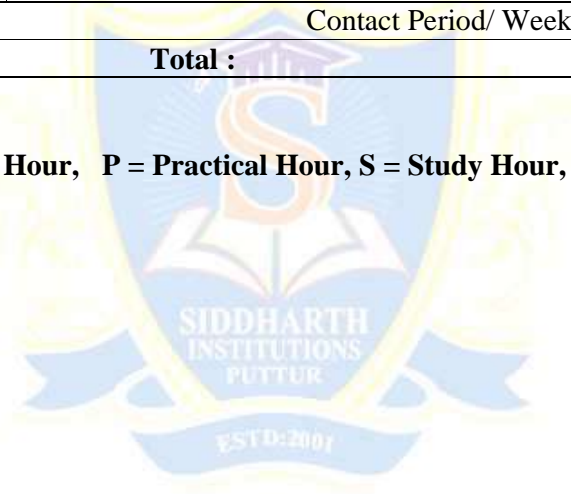 Contact Period/ Week
Total :
Hour, P = Practical Hour, S = Study Hour,
S
SIDDHARTH
INSTITUTIONS
PUTTUR
ESTD:2001